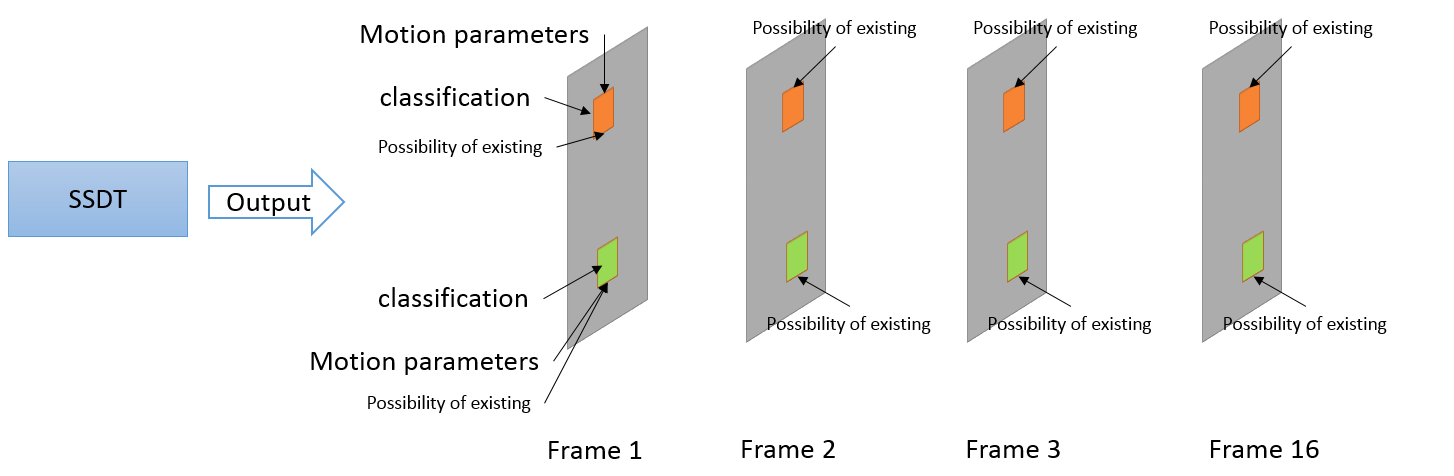 SSDT
Output
Motion parameters
classification
Possibility of existing
classification
Motion parameters
Possibility of existing
Frame 1
Possibility of existing
Possibility of existing
Frame 2
Possibility of existing
Possibility of existing
Frame 3
Possibility of existing
Possibility of existing
Frame 16